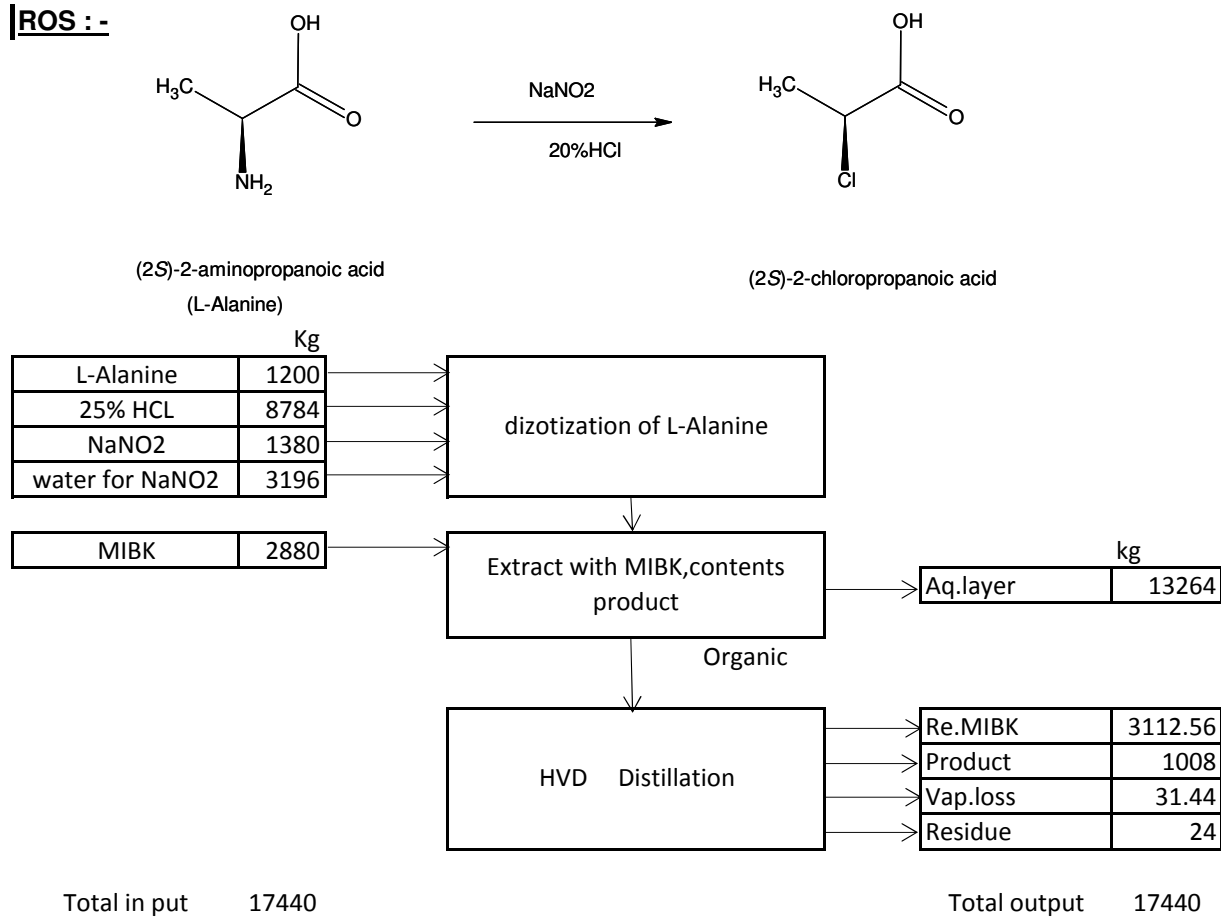 ROS : -
OH
H3C
O
NH2
NaNO2
20%HCl
OH
H3C
O
Cl
(2S)-2-aminopropanoic acid
(L-Alanine)
(2S)-2-chloropropanoic acid
Kg
L-Alanine 1200
25% HCL 8784
NaNO2 1380
water for NaNO2 3196
dizotization of L-Alanine
MIBK 2880
Extract with MIBK,contents
product
kg
Aq.layer 13264
Organic
HVD Distillation
Re.MIBK 3112.56
Product 1008
Vap.loss 31.44
Residue 24
Total in put 17440
Total output 17440